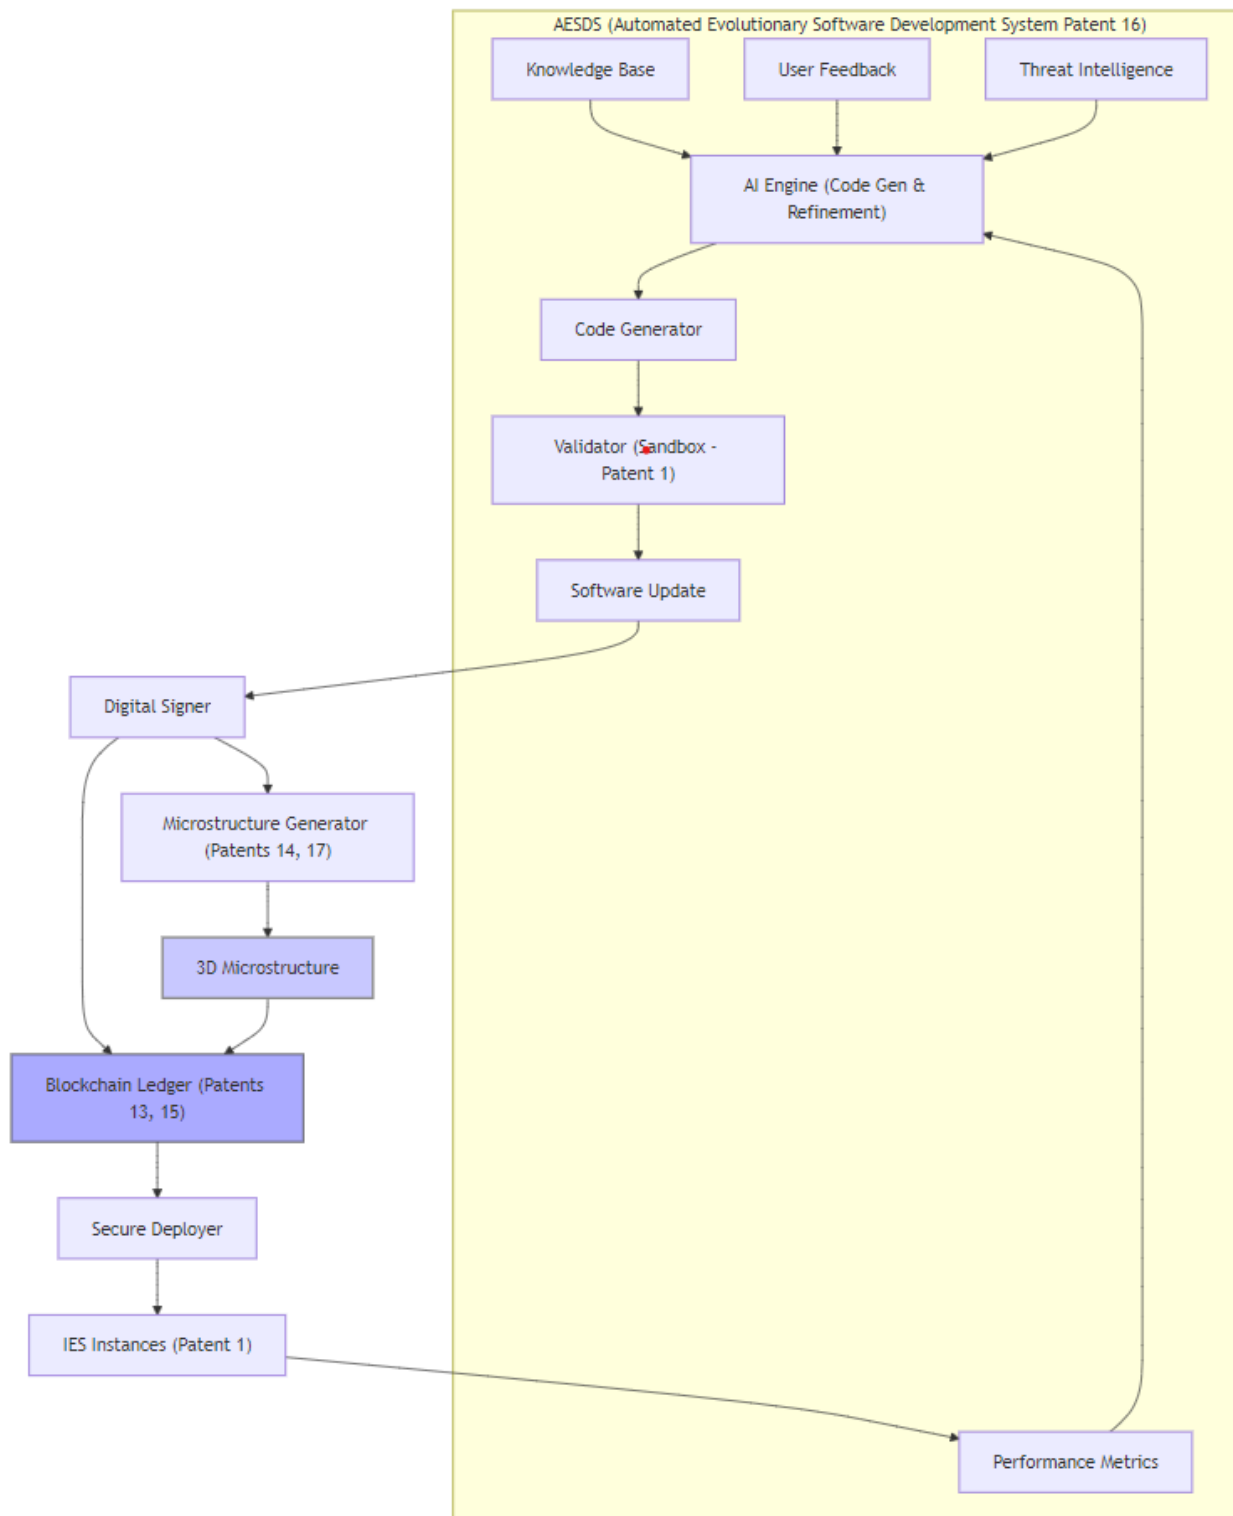 AESDS (Automated Evolutionary Software Development System Patent 16)
Knowledge Base
User Feedback
Threat Intelligence
AI Engine (Code Gen &
Refinement)
Code Generator
Validator (Sandbox -
Patent 1)
Software Update
Digital Signer
Microstructure Generator
(Patents 14, 17)
3D Microstructure
Blockchain Ledger (Patents
13, 15)
Secure Deployer
IES Instances (Patent 1)
Performance Metrics